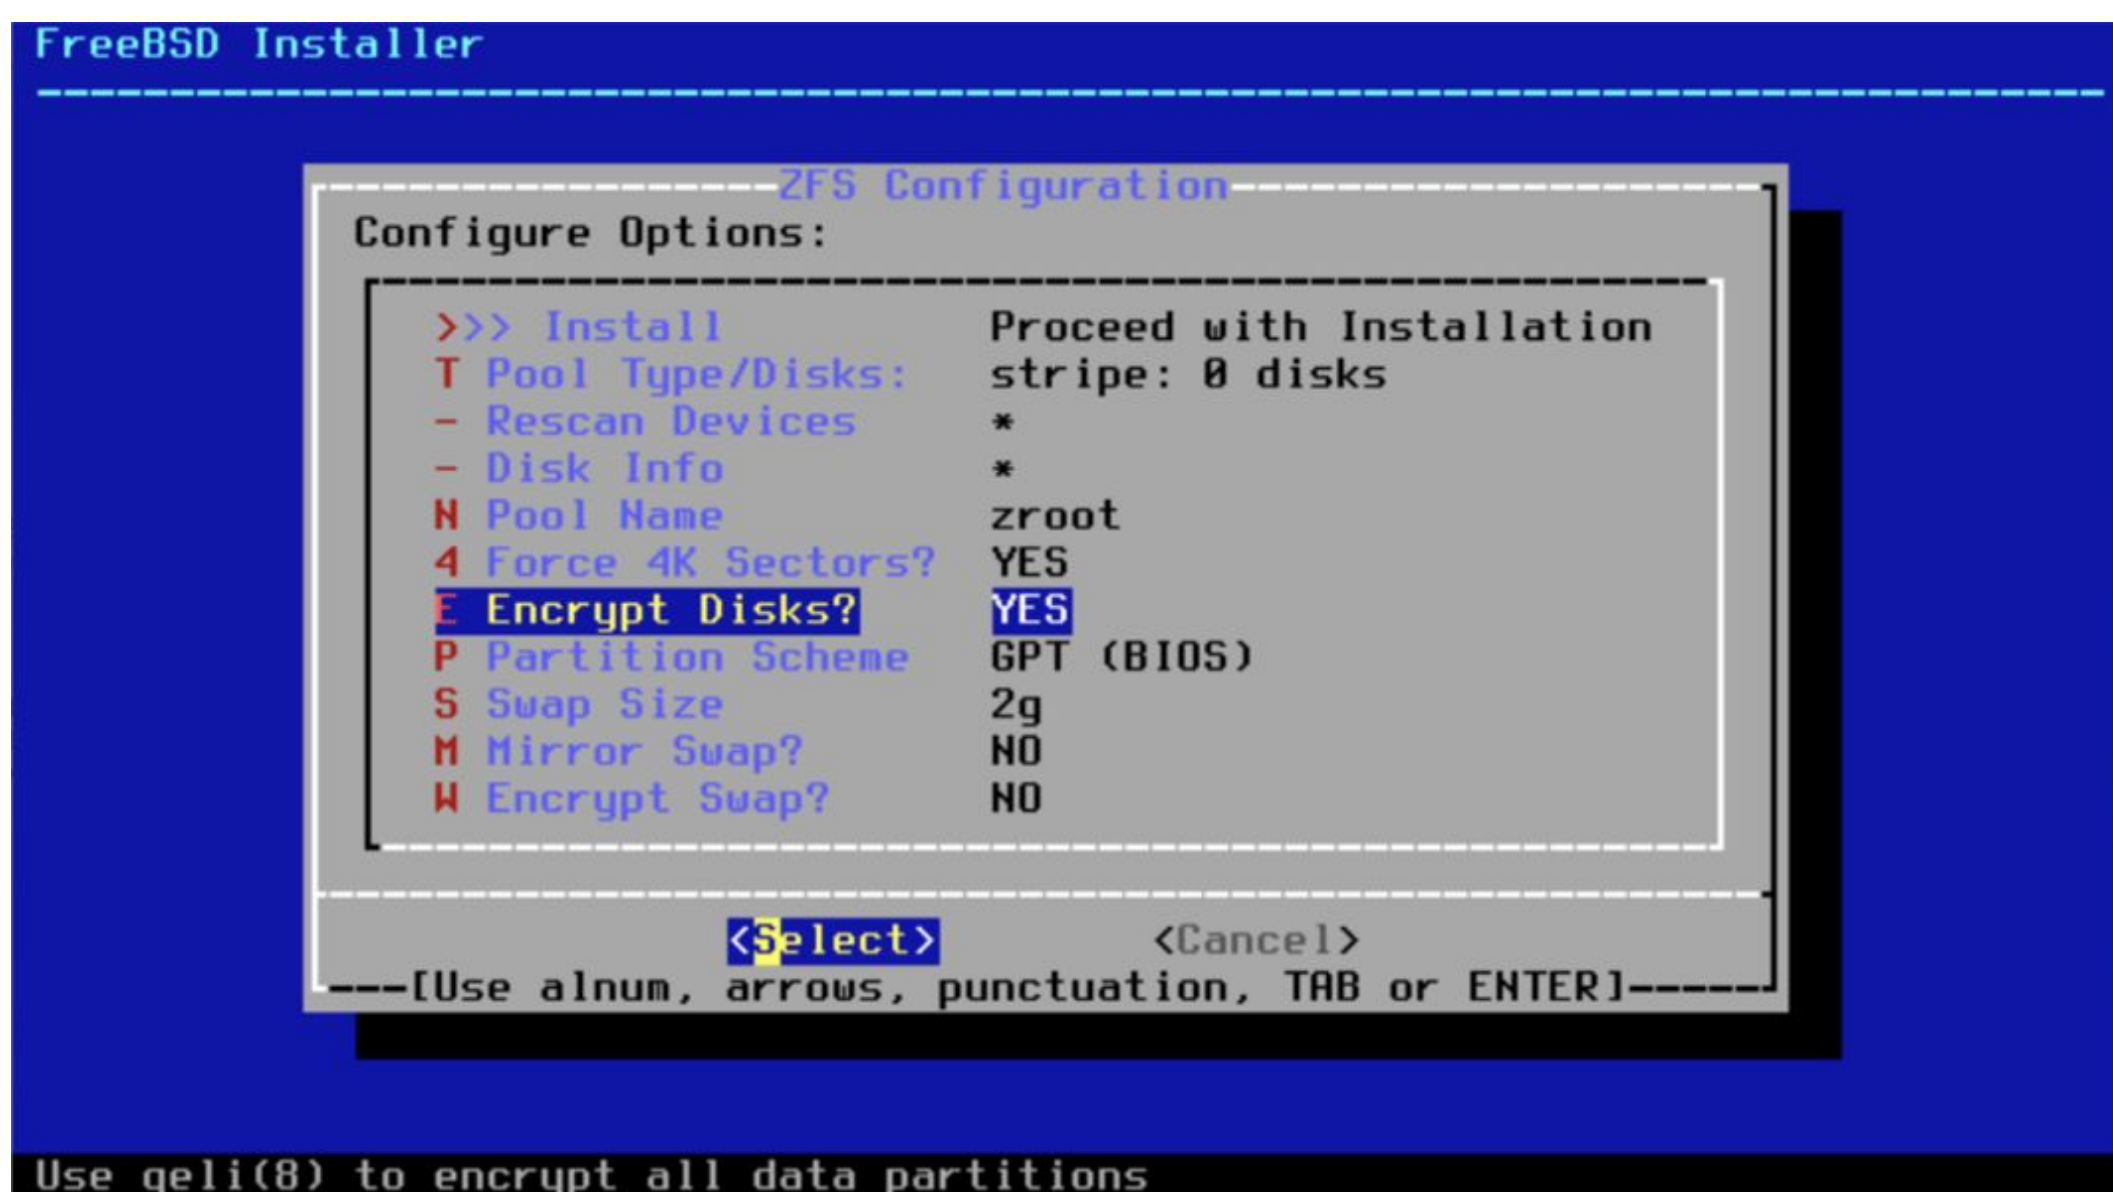 FreeBSD Installer
ZFS Configuration
Configure Options:
>>> Install Proceed with Installation
T Pool Type/Disks: stripe: 0 disks
- Rescan Devices *
- Disk Info *
N Pool Name zroot
4 Force 4K Sectors? YES
E Encrypt Disks? YES
P Partition Scheme GPT (BIOS)
S Swap Size 2g
M Mirror Swap? NO
W Encrypt Swap? NO
<Select> <Cancel>
---[Use alnum, arrows, punctuation, TAB or ENTER]---
Use geli(8) to encrypt all data partitions